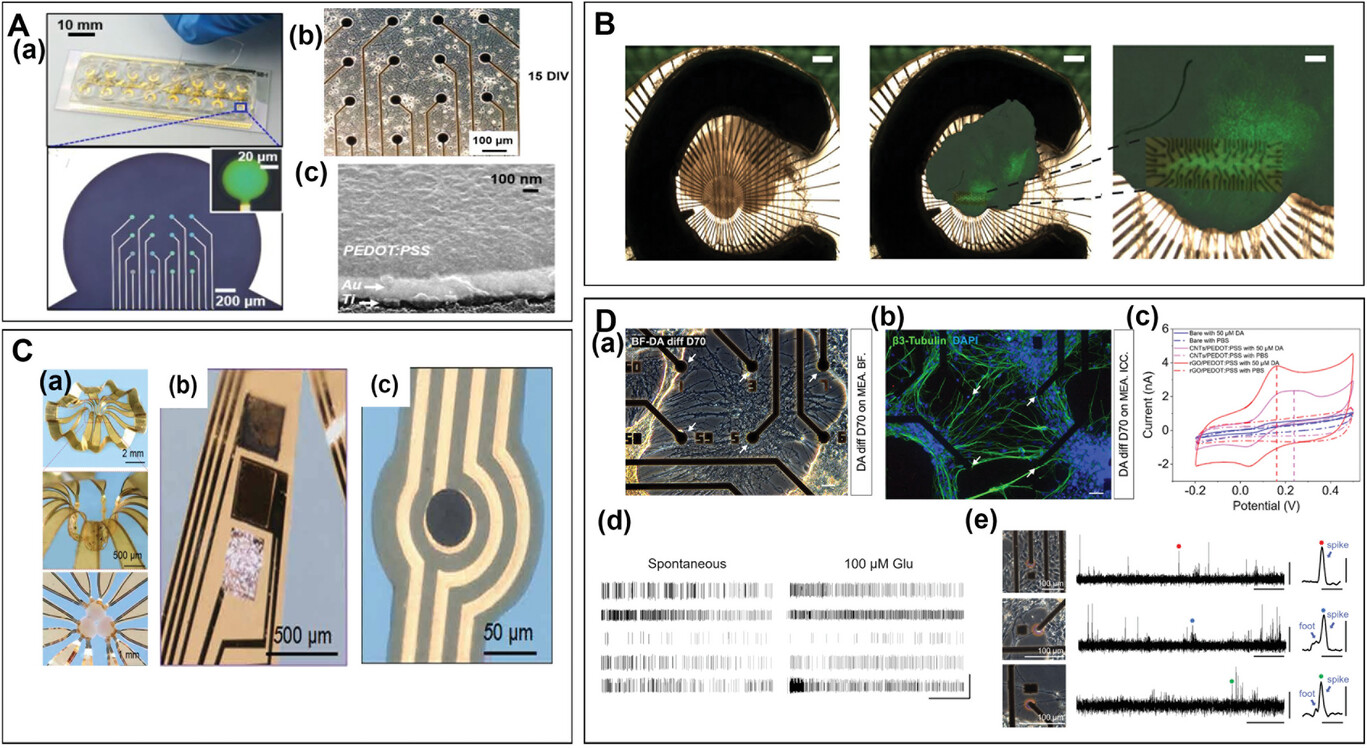 A
10 mm
(a)
20 µm
200 µm
(b)
15 DIV
100 µm
(c)
100 nm
PEDOT:PSS
Au
Ti
B
C
(a)
2 mm
500 µm
1 mm
(b)
500 µm
(c)
50 µm
D
(a)
BF-DA diff D70
1
3
7
58
59
5
6
DA diff D70 on MEA. BF.
(b)
β3-Tubulin DAPI
DA diff D70 on MEA. ICC.
(c)
6
4
2
0
-2
Current (nA)
Bare with 50 µM DA
Bare with PBS
CNTs/PEDOT:PSS with 50 µM DA
CNTs/PEDOT:PSS with PBS
rGO/PEDOT:PSS with 50 µM DA
rGO/PEDOT:PSS with PBS
-0.2 0.0 0.2 0.4
Potential (V)
(d)
Spontaneous
100 µM Glu
(e)
100 µm
spike
100 µm
foot
spike
100 µm
foot
spike